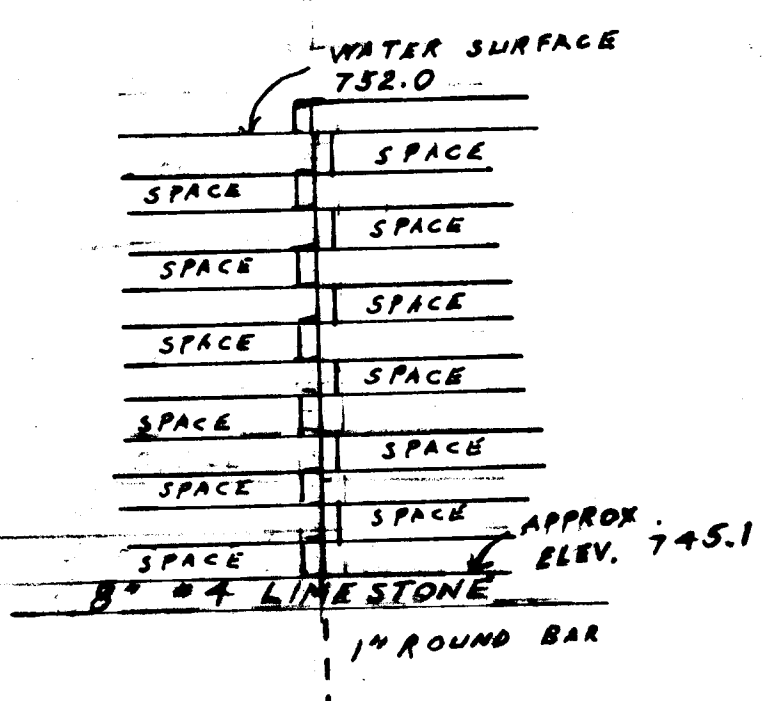 WATER SURFACE
752.0
SPACE
SPACE
SPACE
SPACE
SPACE
SPACE
SPACE
SPACE
SPACE
SPACE
SPACE
SPACE
APPROX.
ELEV. 745.1
8" #4 LIMESTONE
1" ROUND BAR